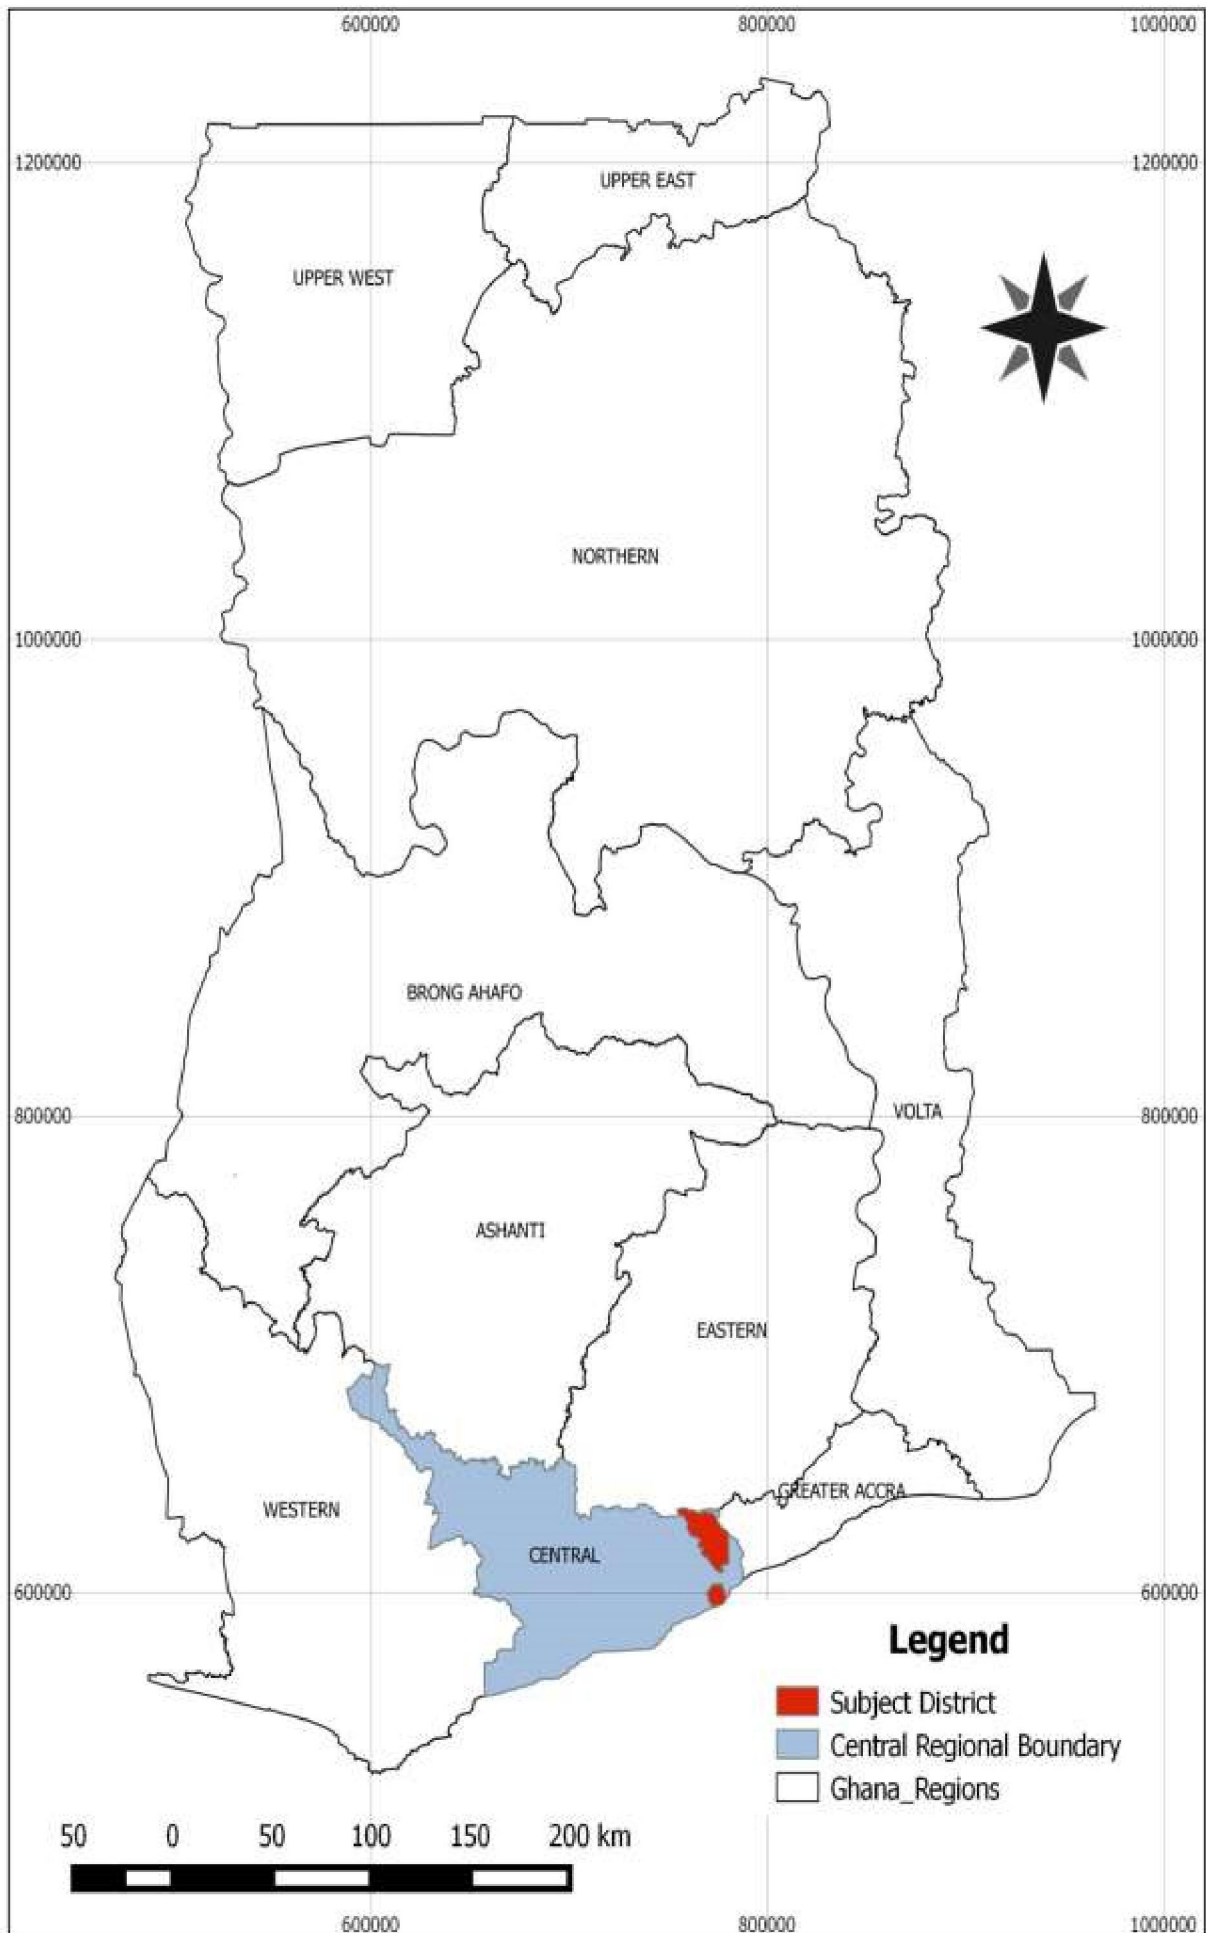 600000 800000 1000000
1200000 1200000
UPPER EAST
UPPER WEST
NORTHERN
1000000 1000000
BRONG AHAFO
800000 VOLTA 800000
ASHANTI
EASTERN
GREATER ACCRA
WESTERN
CENTRAL
600000 600000
Legend
Subject District
Central Regional Boundary
Ghana_Regions
50 0 50 100 150 200 km
600000 800000 1000000